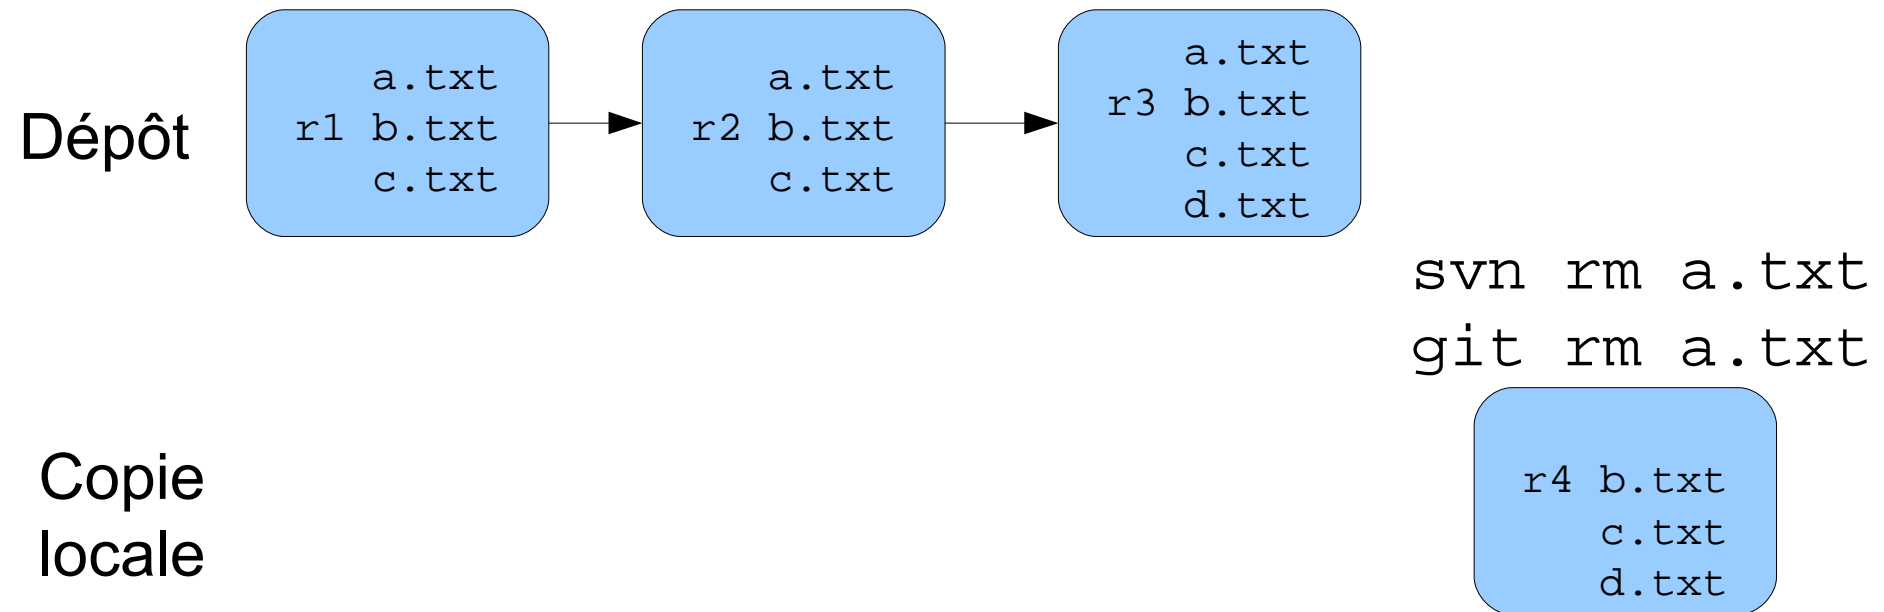 Dépôt
a.txt
r1 b.txt
c.txt
a.txt
r2 b.txt
c.txt
a.txt
r3 b.txt
c.txt
d.txt
svn rm a.txt
git rm a.txt
Copie
locale
r4 b.txt
c.txt
d.txt